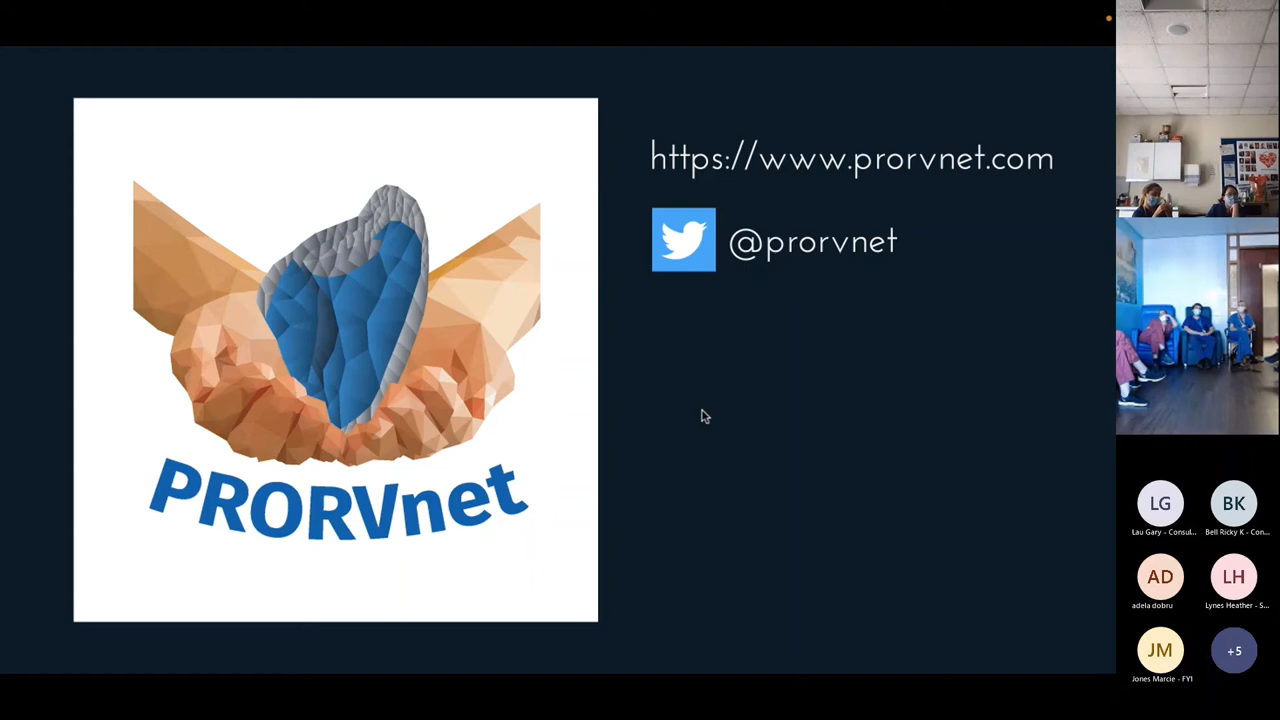 https://www.prorvnet.com
@prorvnet
PRORVnet
LG
BK
Lau Gary - Consul...
Bell Ricky K - Con...
AD
LH
adela dobru
Lynes Heather - S...
JM
+5
Jones Marcie - FY1